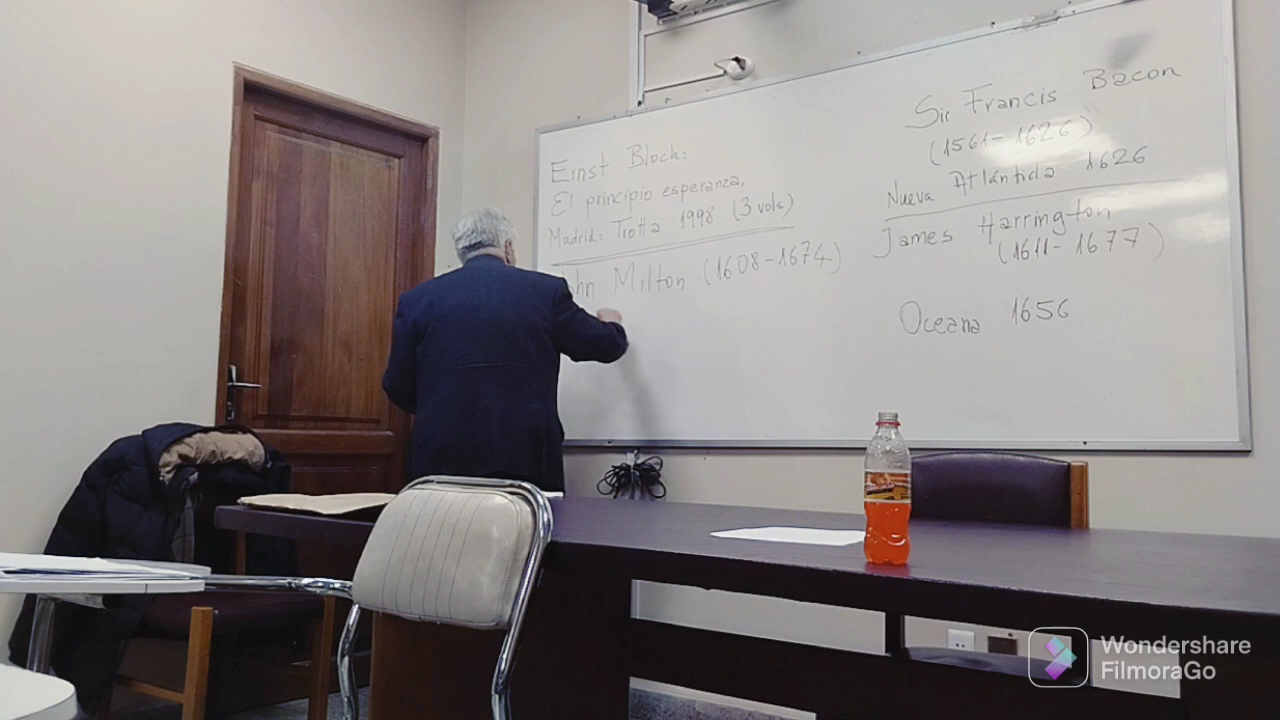 Ernst Bloch:
El principio esperanza,
Madrid: Trotta 1998 (3 vols)
hn Milton (1608-1674)
Sir Francis Bacon
(1561-1626)
Nueva Atlántida 1626
James Harrington
(1611-1677)
Oceana 1656
Wondershare
FilmoraGo